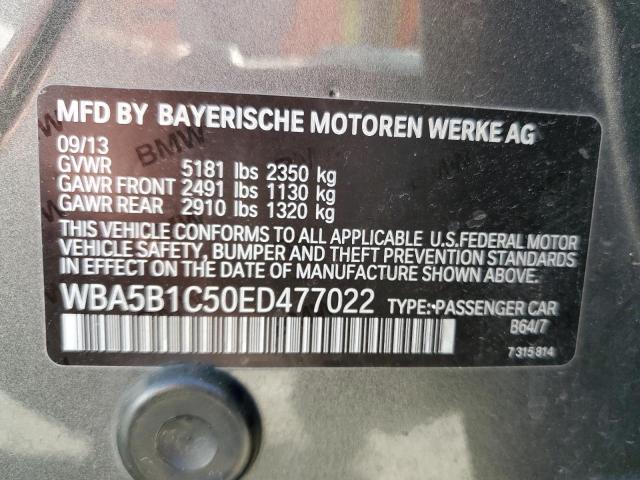 MFD BY BAYERISCHE MOTOREN WERKE AG
09/13
GVWR 5181 lbs 2350 kg
GAWR FRONT 2491 lbs 1130 kg
GAWR REAR 2910 lbs 1320 kg
THIS VEHICLE CONFORMS TO ALL APPLICABLE U.S.FEDERAL MOTOR
VEHICLE SAFETY, BUMPER, AND THEFT PREVENTION STANDARDS
IN EFFECT ON THE DATE OF MANUFACTURE SHOWN ABOVE.
WBA5B1C50ED477022 TYPE:•PASSENGER CAR
B64/7
7 315 814